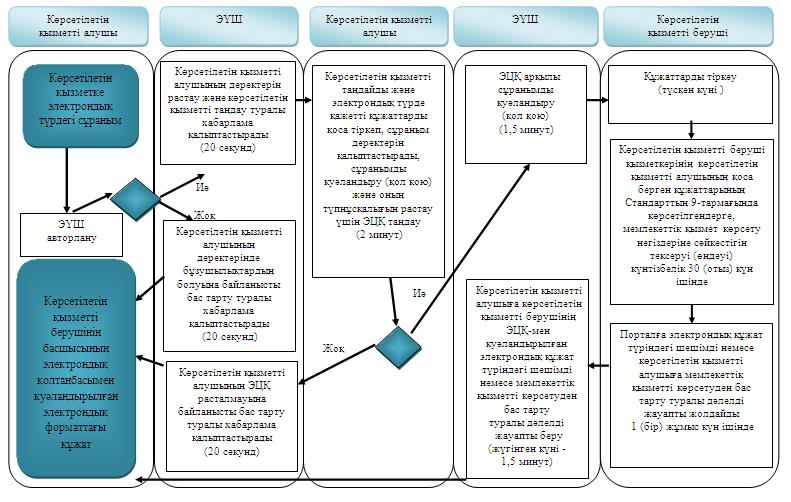 Көрсетілетін
қызметті алушы
ЭҮШ
Көрсетілетін қызметті
алушы
ЭҮШ
Көрсетілетін
қызметті беруші
Көрсетілетін
қызметке
электрондық
түрдегі сұраным
ЭҮШ
авторлану
Көрсетілетін
қызметті
берушінің
басшысының
электрондық
қолтанбасымен
куәландырылған
электрондық
форматтағы
құжат
Көрсетілетін қызметті
алушының деректерін
растау және көрсетілетін
қызметті таңдау туралы
хабарлама
қалыптастырады
(20 секунд)
Иә
Жоқ
Көрсетілетін қызметті
алушының
деректерінде
бұзушылықтардың
болуына байланысты
бас тарту туралы
хабарлама
қалыптастырады
(20 секунд)
Көрсетілетін қызметті
алушының ЭЦҚ
расталмауына
байланысты бас тарту
туралы хабарлама
қалыптастырады
(20 секунд)
Көрсетілетін қызметті
таңдайды және
электрондық түрде
қажетті құжаттарды
қоса тіркеп, сұраным
деректерін
қалыптастырады,
сұранымды
куәландыру (қол қою)
және оның
түпнұсқалығын растау
үшін ЭЦҚ таңдау
(2 минут)
Иә
Жоқ
ЭЦҚ арқылы
сұранымды
куәландыру
(қол қою)
(1,5 минут)
Көрсетілетін қызметті
алушыға көрсетілетін
қызметті берушінің
ЭЦҚ-мен
куәландырылған
электрондық құжат
түріндегі шешімді
немесе мемлекеттік
қызметті көрсетуден
бас тарту
туралы дәлелді
жауапты беру
(жүгінген күні -
1,5 минут)
Құжаттарды тіркеу
(түскен күні )
Көрсетілетін қызметті беруші
қызметкерінің көрсетілетін
қызметті алушының қоса
берген құжаттарының
Стандарттың 9-тармағында
көрсетілгендерге,
мемлекеттік қызмет көрсету
негіздеріне сәйкестігін
тексеруі (өңдеуі)
күнтізбелік 30 (отыз) күн
ішінде
Порталға электрондық құжат
түріндегі шешімді немесе
көрсетілетін қызметті
алушыға мемлекеттік
қызметті көрсетуден бас
тарту туралы дәлелді
жауапты жолдайды
1 (бір) жұмыс күн ішінде